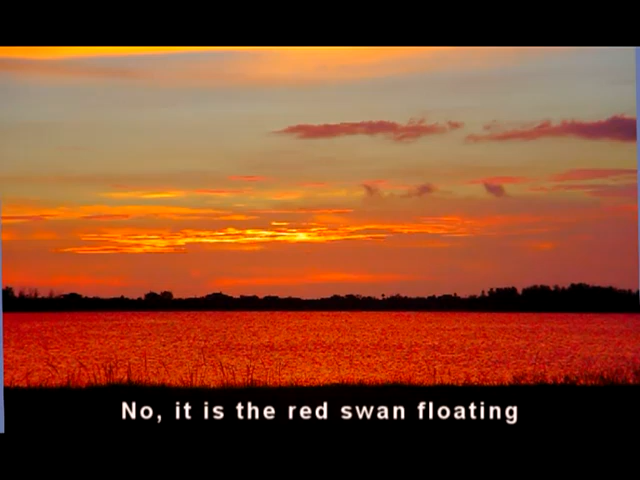 No, it is the red swan floating